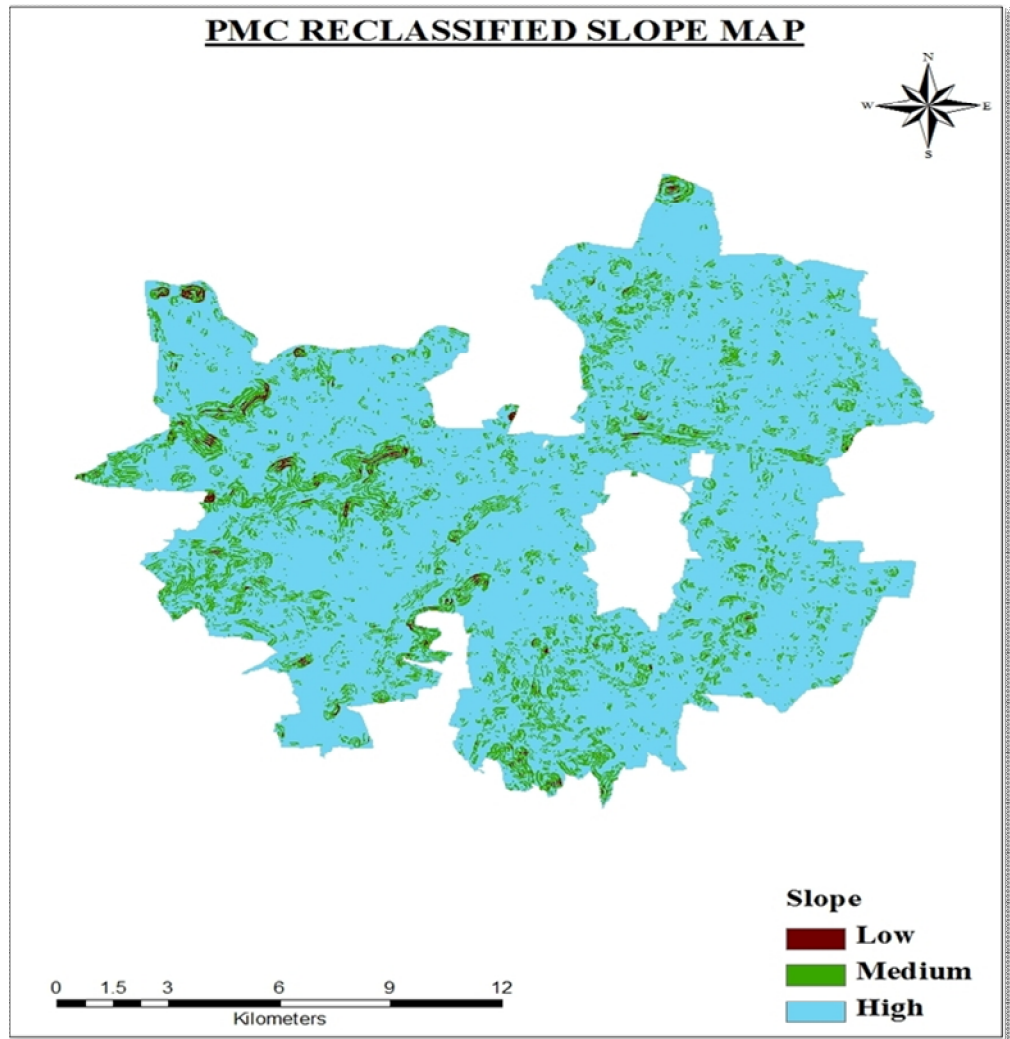 PMC RECLASSIFIED SLOPE MAP
N
W E
S
Slope
Low
Medium
High
0 1.5 3 6 9 12
Kilometers